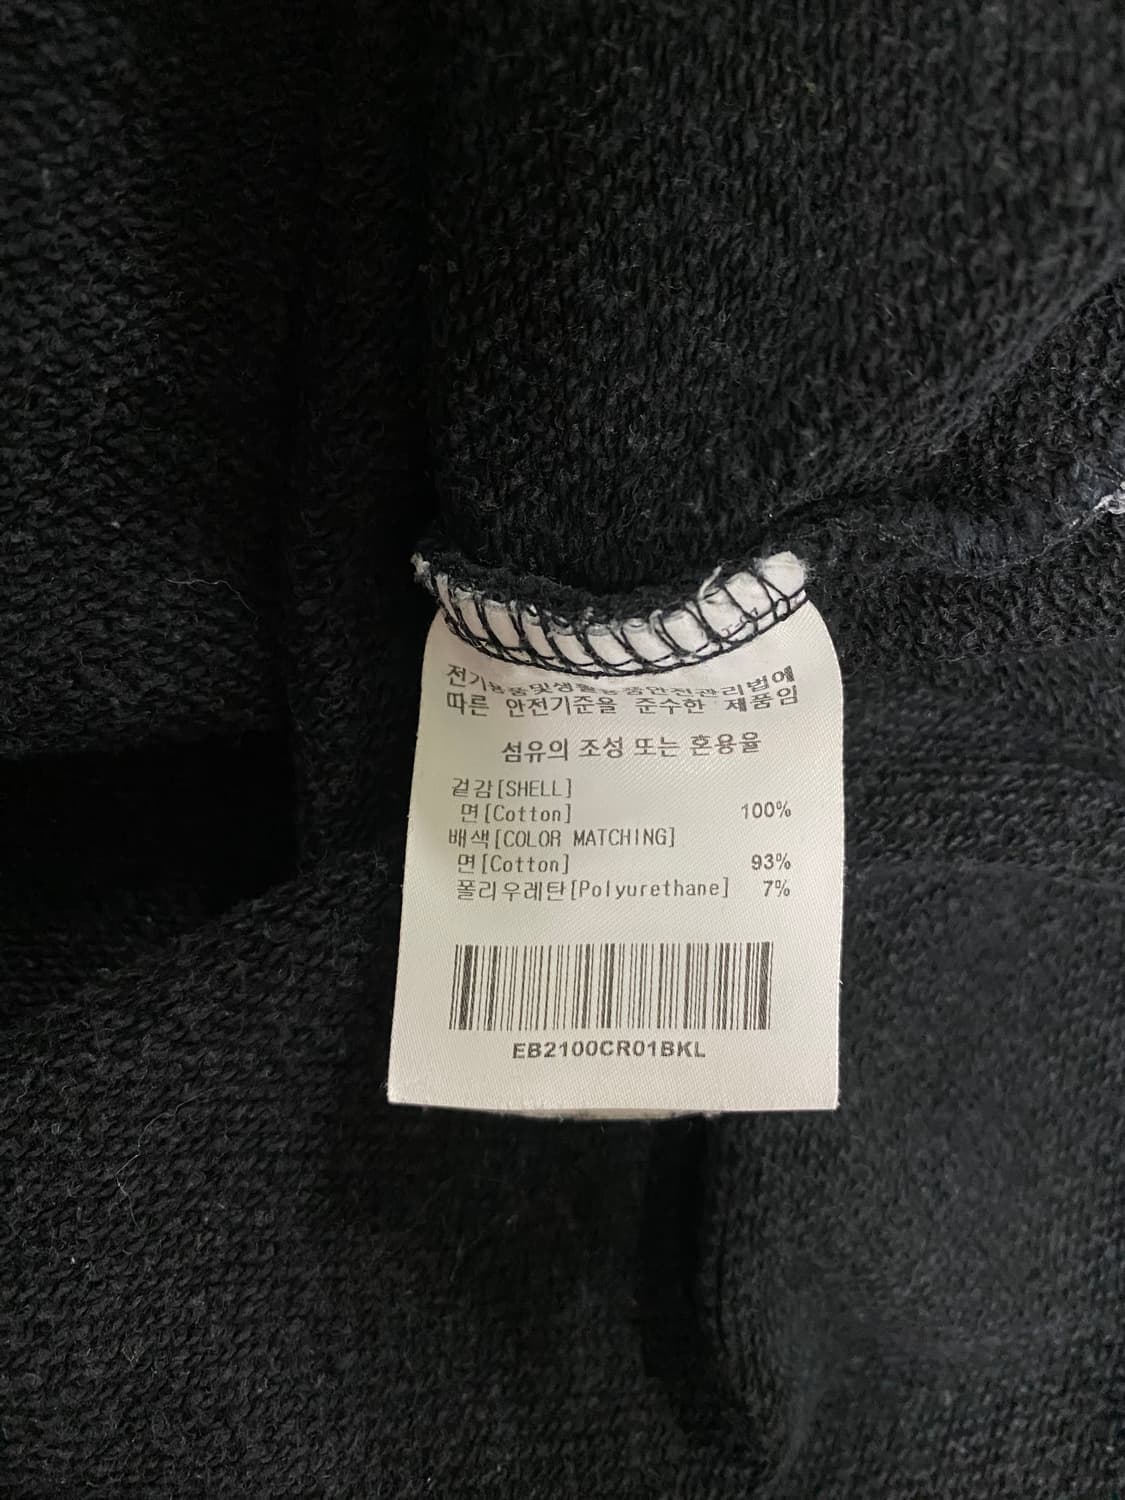 전기용품및생활용품안전관리법에
따른 안전기준을 준수한 제품임
섬유의 조성 또는 혼용율
겉감[SHELL]
면[Cotton] 100%
배색[COLOR MATCHING]
면[Cotton] 93%
폴리우레탄[Polyurethane] 7%
EB2100CR01BKL